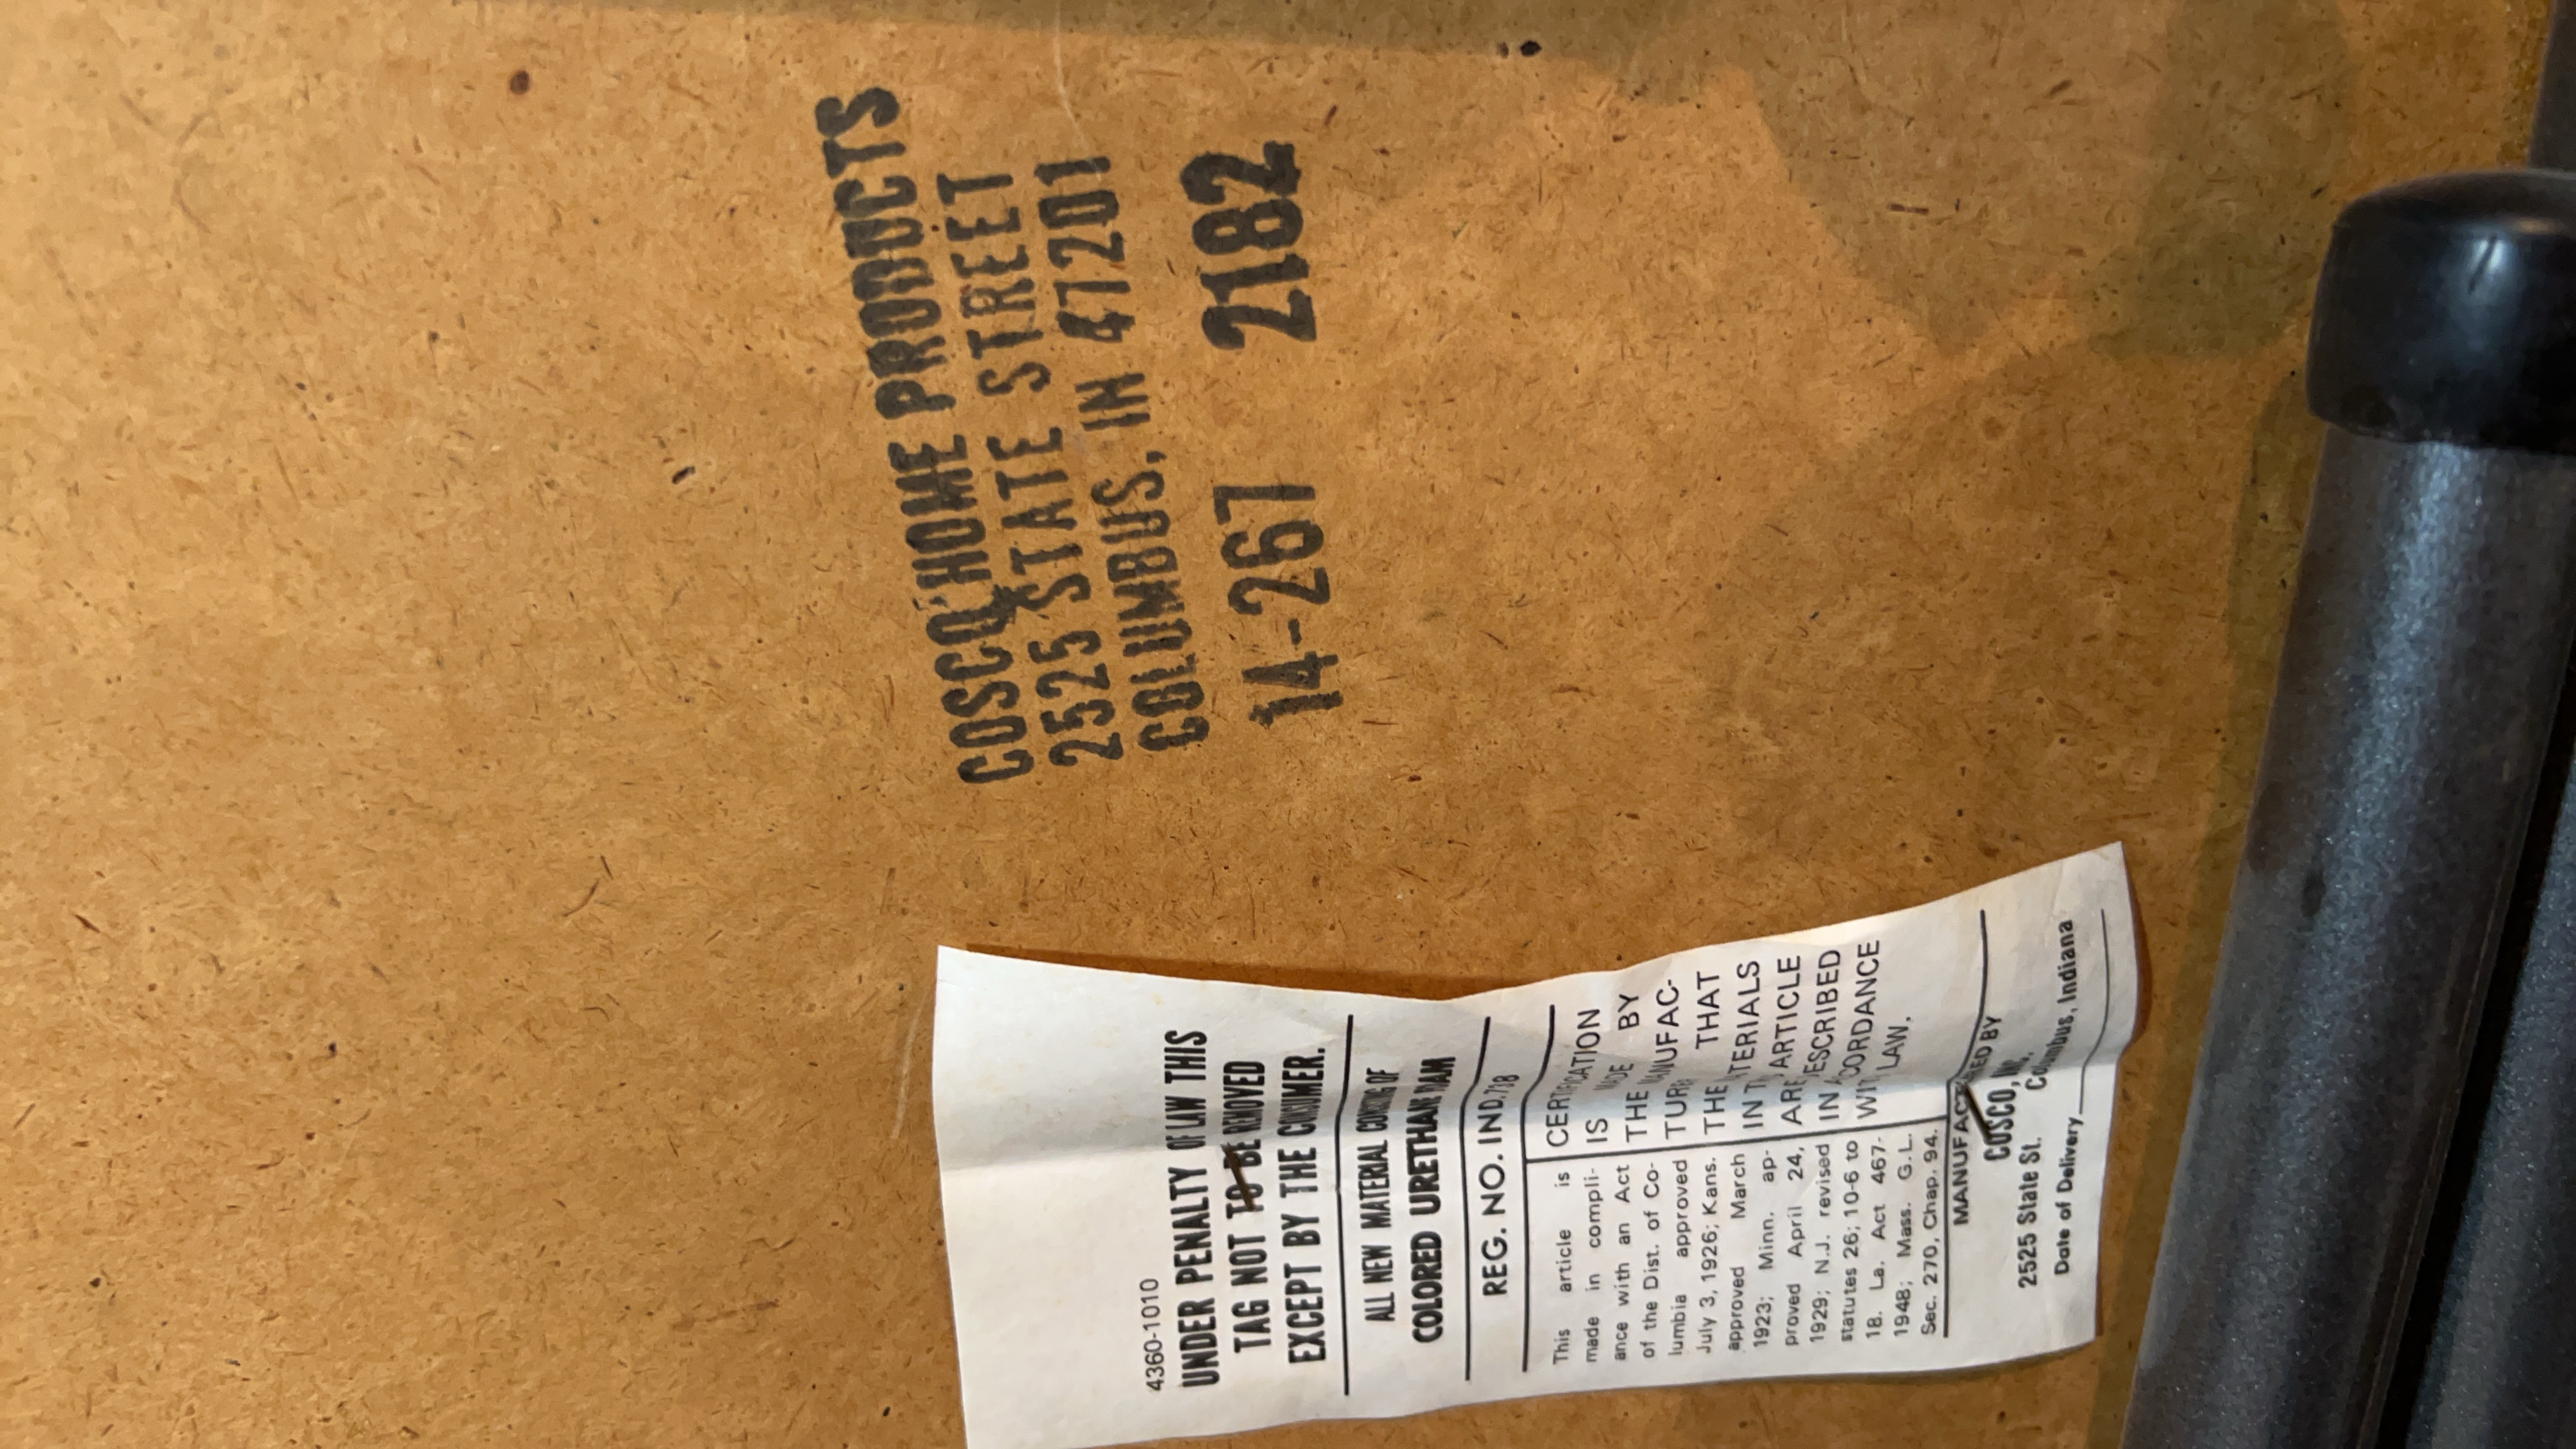 COSCO HOME PRODUCTS
2525 STATE STREET
COLUMBUS, IN 47201
14-267 2182
4360-1010
UNDER PENALTY OF LAW THIS
TAG NOT TO BE REMOVED
EXCEPT BY THE CONSUMER.
ALL NEW MATERIAL CONSISTING OF
COLORED URETHANE FOAM
REG. NO. IND.718
This article is
made in compli-
ance with an Act
of the Dist. of Co-
lumbia approved
July 3, 1926; Kans.
approved March
1923; Minn. ap-
proved April 24,
1929; N.J. revised
statutes 26; 10-6 to
18. La. Act 467-
1948; Mass. G.L.
Sec. 270, Chap. 94.
CERTIFICATION
IS MADE BY
THE MANUFAC-
TURER THAT
THE MATERIALS
IN THIS ARTICLE
ARE DESCRIBED
IN ACCORDANCE
WITH LAW.
MANUFACTURED BY
COSCO, INC.
2525 State St. Columbus, Indiana
Date of Delivery